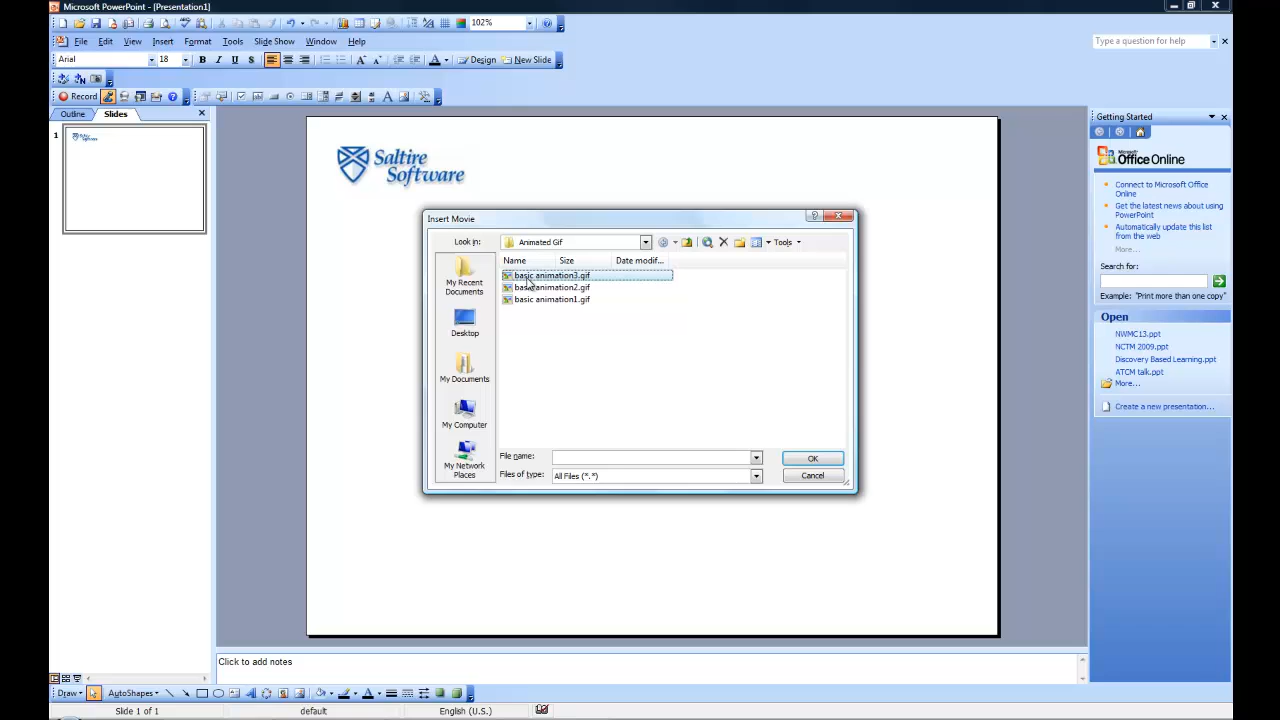 Microsoft PowerPoint - [Presentation1]
102%
File Edit View Insert Format Tools Slide Show Window Help
Type a question for help
Arial 18 B I U S A A A Design New Slide
Record
Outline Slides
1
Saltire
Software
Saltire
Software
Insert Movie
Look in: Animated Gif Tools
Name Size Date modif...
basic animation3.gif
basic animation2.gif
basic animation1.gif
My Recent
Documents
Desktop
My Documents
My Computer
My Network
Places
File name: OK
Files of type: All Files (*.*) Cancel
Getting Started
Microsoft
Office Online
Connect to Microsoft Office
Online
Get the latest news about using
PowerPoint
Automatically update this
list from the web
More...
Search for:
Example: "Print more than one copy"
Open
NWMC13.ppt
NCTM 2009.ppt
Discovery Based Learning.ppt
ATCM talk.ppt
More...
Create a new presentation...
Click to add notes
Draw AutoShapes A
Slide 1 of 1 default English (U.S.)